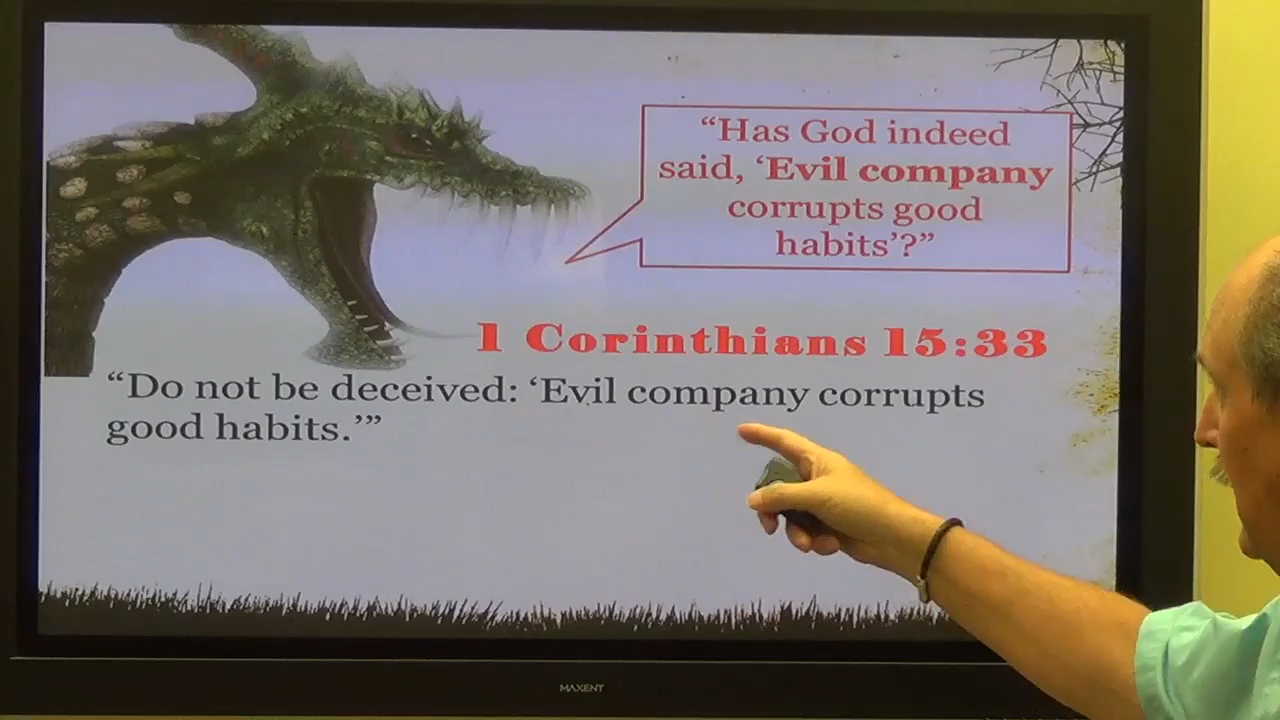 “Has God indeed
said, ‘Evil company
corrupts good
habits’?”
1 Corinthians 15:33
“Do not be deceived: ‘Evil company corrupts
good habits.’”
MAXENT